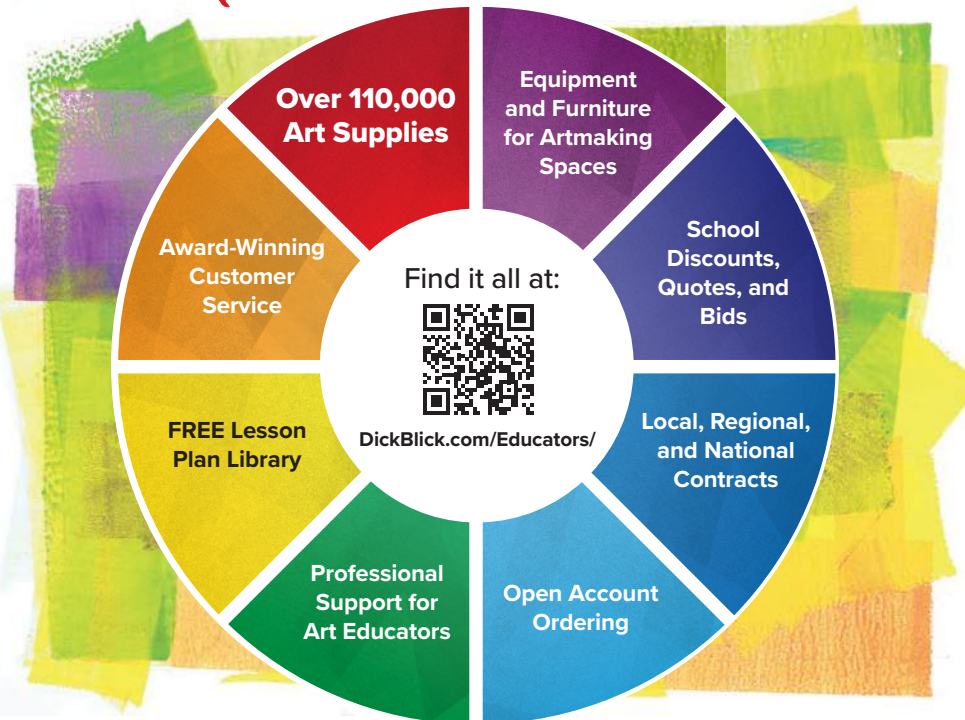 Over 110,000
Art Supplies
Equipment
and Furniture
for Artmaking
Spaces
School
Discounts,
Quotes, and
Bids
Local, Regional,
and National
Contracts
Open Account
Ordering
Professional
Support for
Art Educators
FREE Lesson
Plan Library
Award-Winning
Customer
Service
Find it all at:
DickBlick.com/Educators/